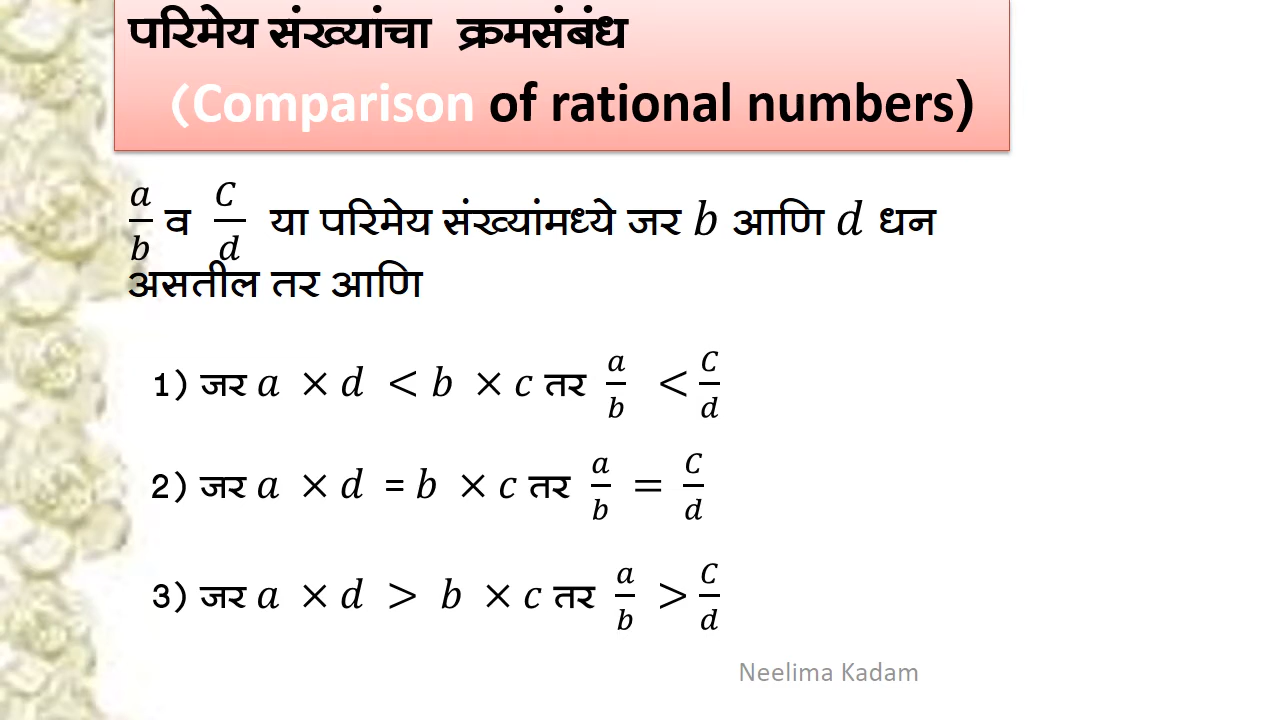 परिमेय संख्यांचा क्रमसंबंध
(Comparison of rational numbers)
a/b व C/d या परिमेय संख्यांमध्ये जर b आणि d धन
असतील तर आणि
1) जर a × d < b × c तर a/b < C/d
2) जर a × d = b × c तर a/b = C/d
3) जर a × d > b × c तर a/b > C/d
Neelima Kadam